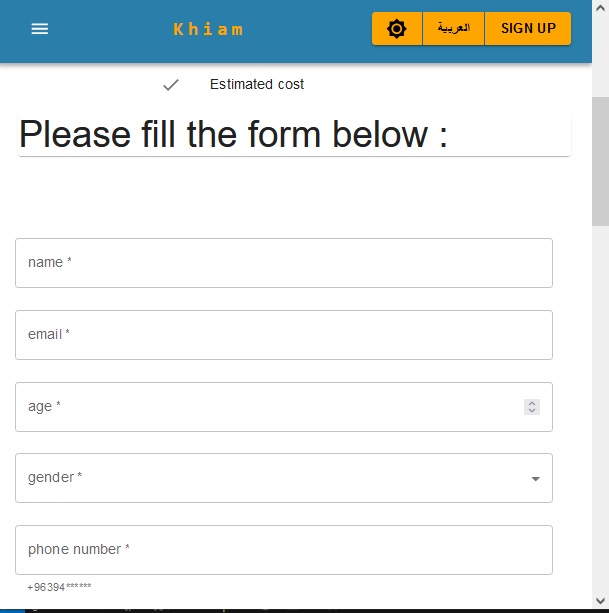 Khiam
العربية
SIGN UP
Estimated cost
Please fill the form below :
name *
email *
age *
gender *
phone number *
+96394******